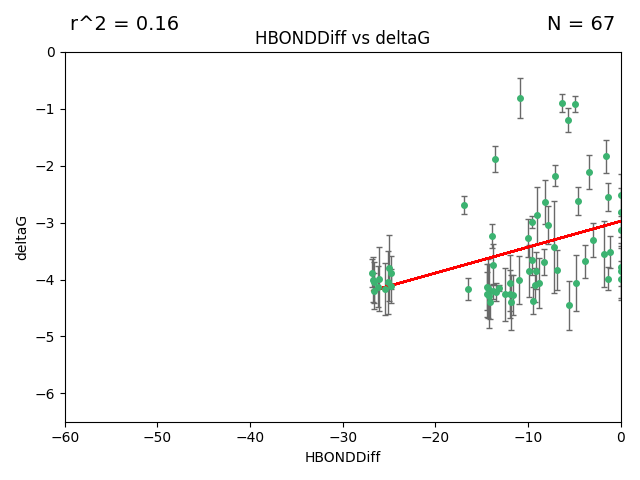 r^2 = 0.16
N = 67
HBONDDiff vs deltaG
0
−1
−2
−3
−4
−5
−6
deltaG
−60
−50
−40
−30
−20
−10
0
HBONDDiff